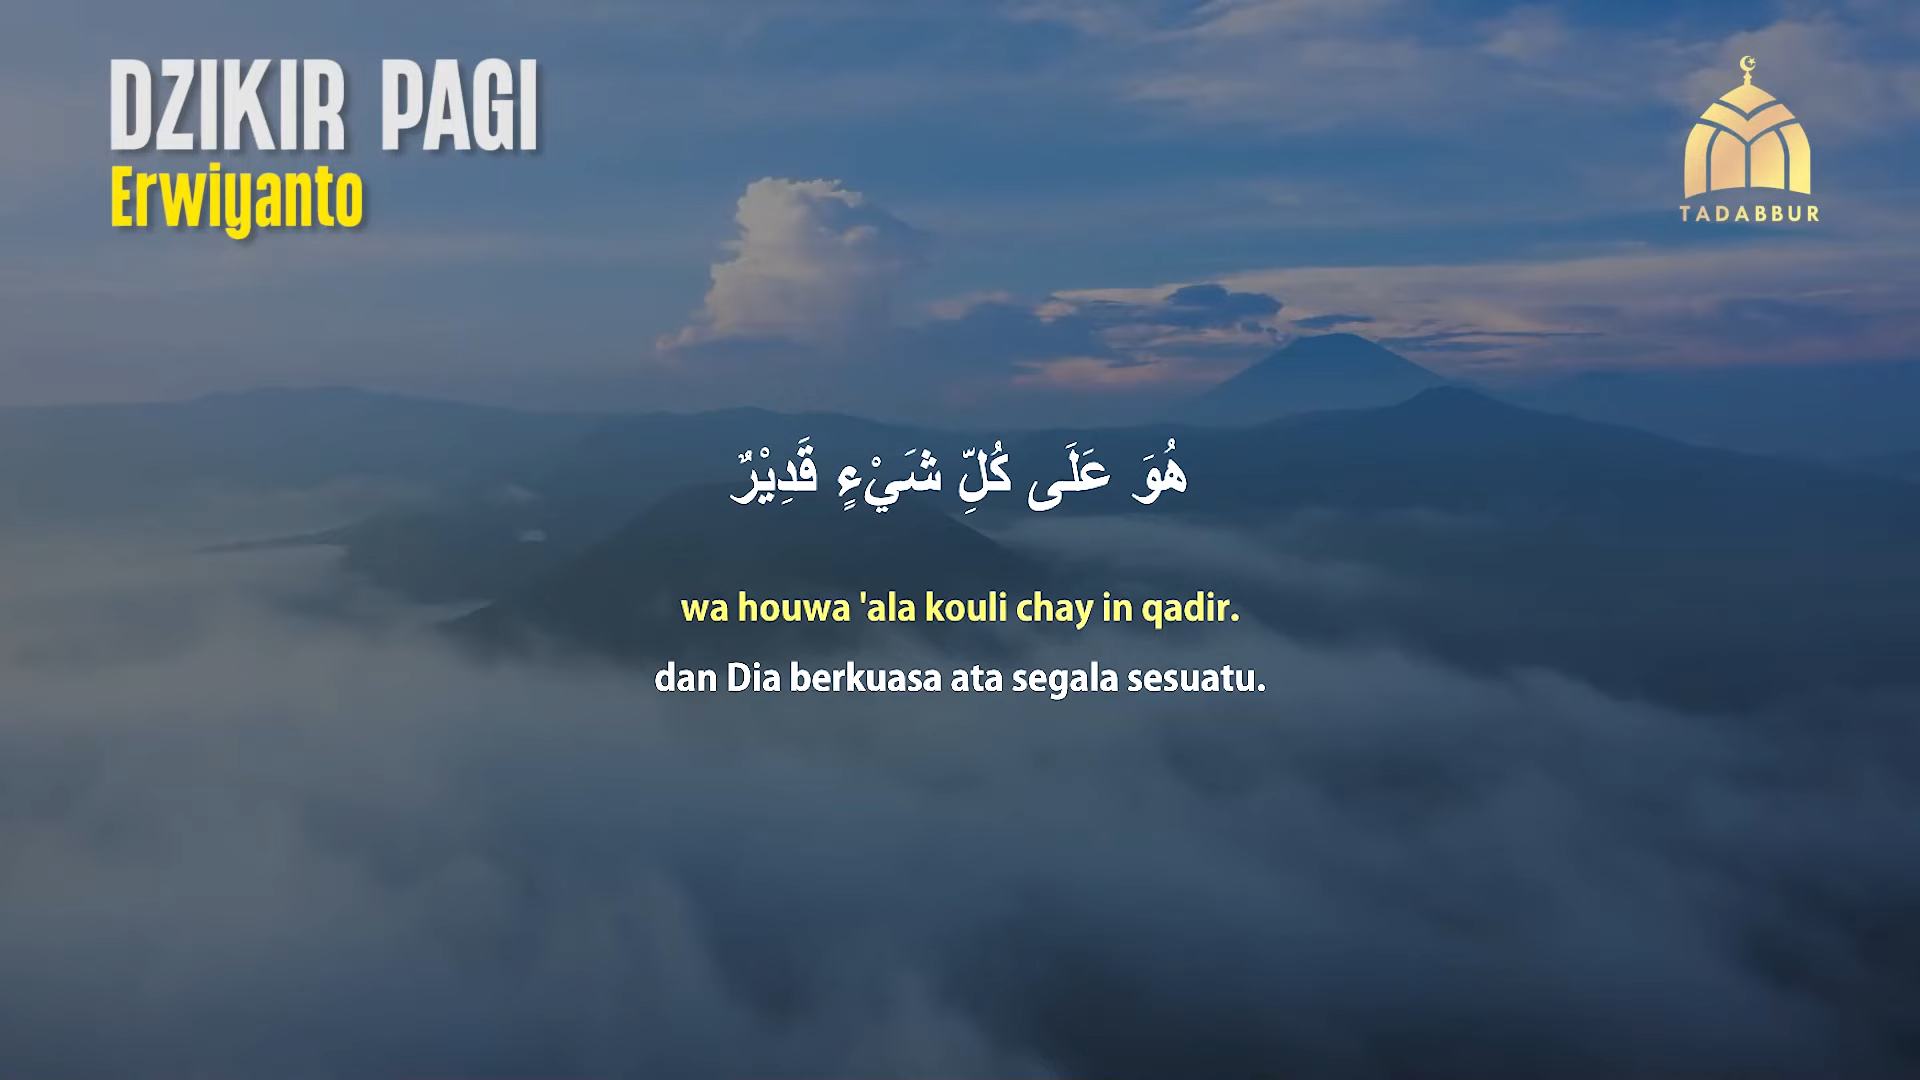 DZIKIR PAGI
Erwiyanto
TADABBUR
هُوَ عَلَى كُلِّ شَيْءٍ قَدِيْرٌ
wa houwa 'ala kouli chay in qadir.
dan Dia berkuasa ata segala sesuatu.